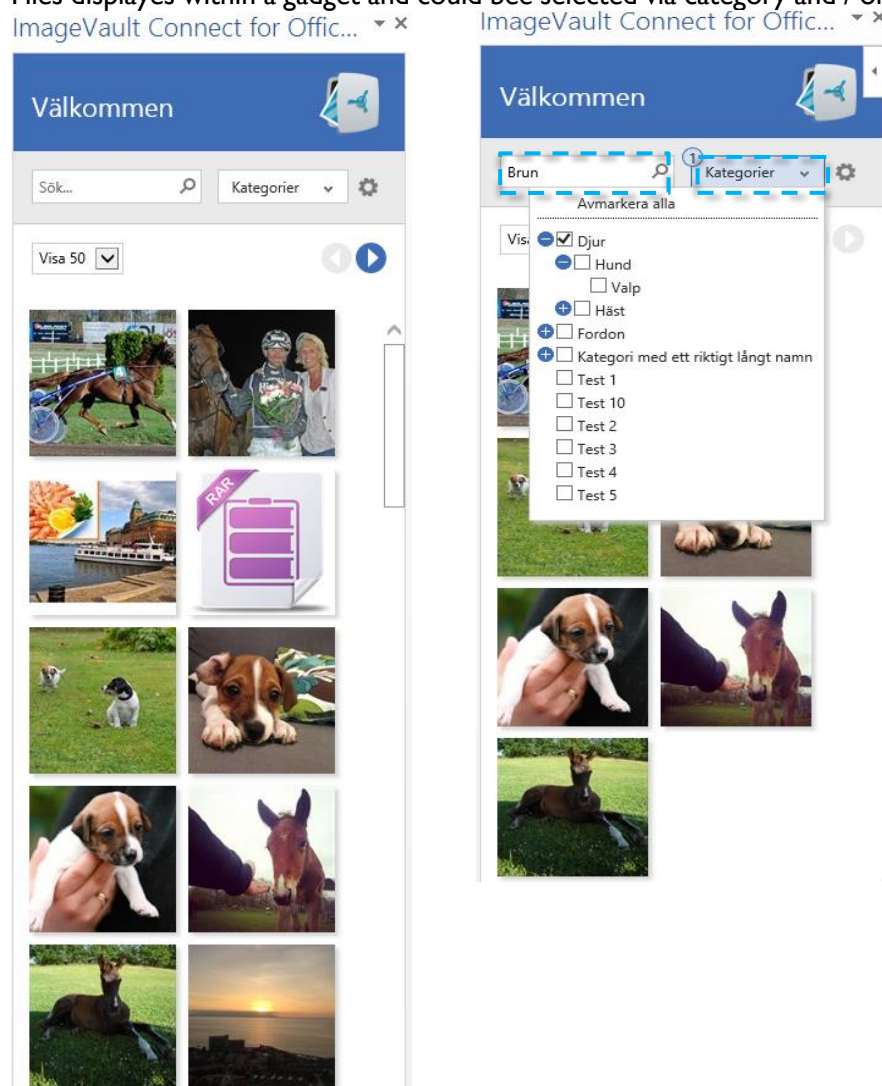 Files displayes within a gadget and could bee selected via category and / or
ImageVault Connect for Offic...
Välkommen
Sök...
Kategorier
Visa 50
RAR
ImageVault Connect for Offic...
Välkommen
Brun
1
Kategorier
Avmarkera alla
Djur
Hund
Valp
Häst
Fordon
Kategori med ett riktigt långt namn
Test 1
Test 10
Test 2
Test 3
Test 4
Test 5